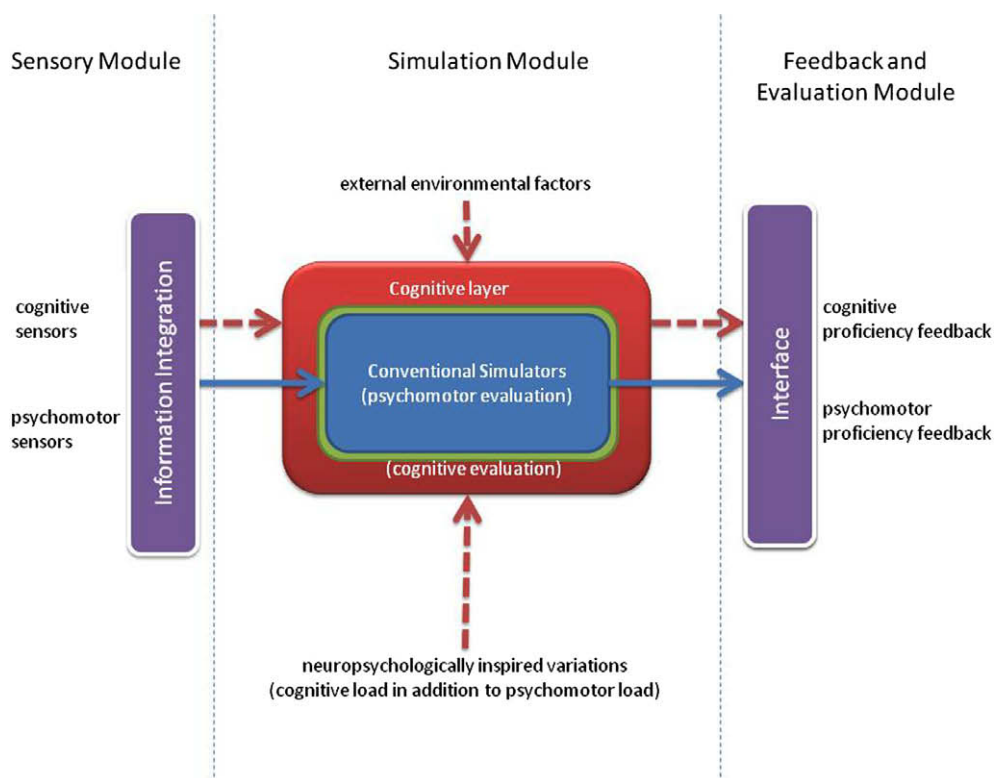 Sensory Module
Simulation Module
Feedback and
Evaluation Module
external environmental factors
cognitive
sensors
psychomotor
sensors
Information Integration
Cognitive layer
Conventional Simulators
(psychomotor evaluation)
(cognitive evaluation)
neuropsychologically inspired variations
(cognitive load in addition to psychomotor load)
Interface
cognitive
proficiency feedback
psychomotor
proficiency feedback